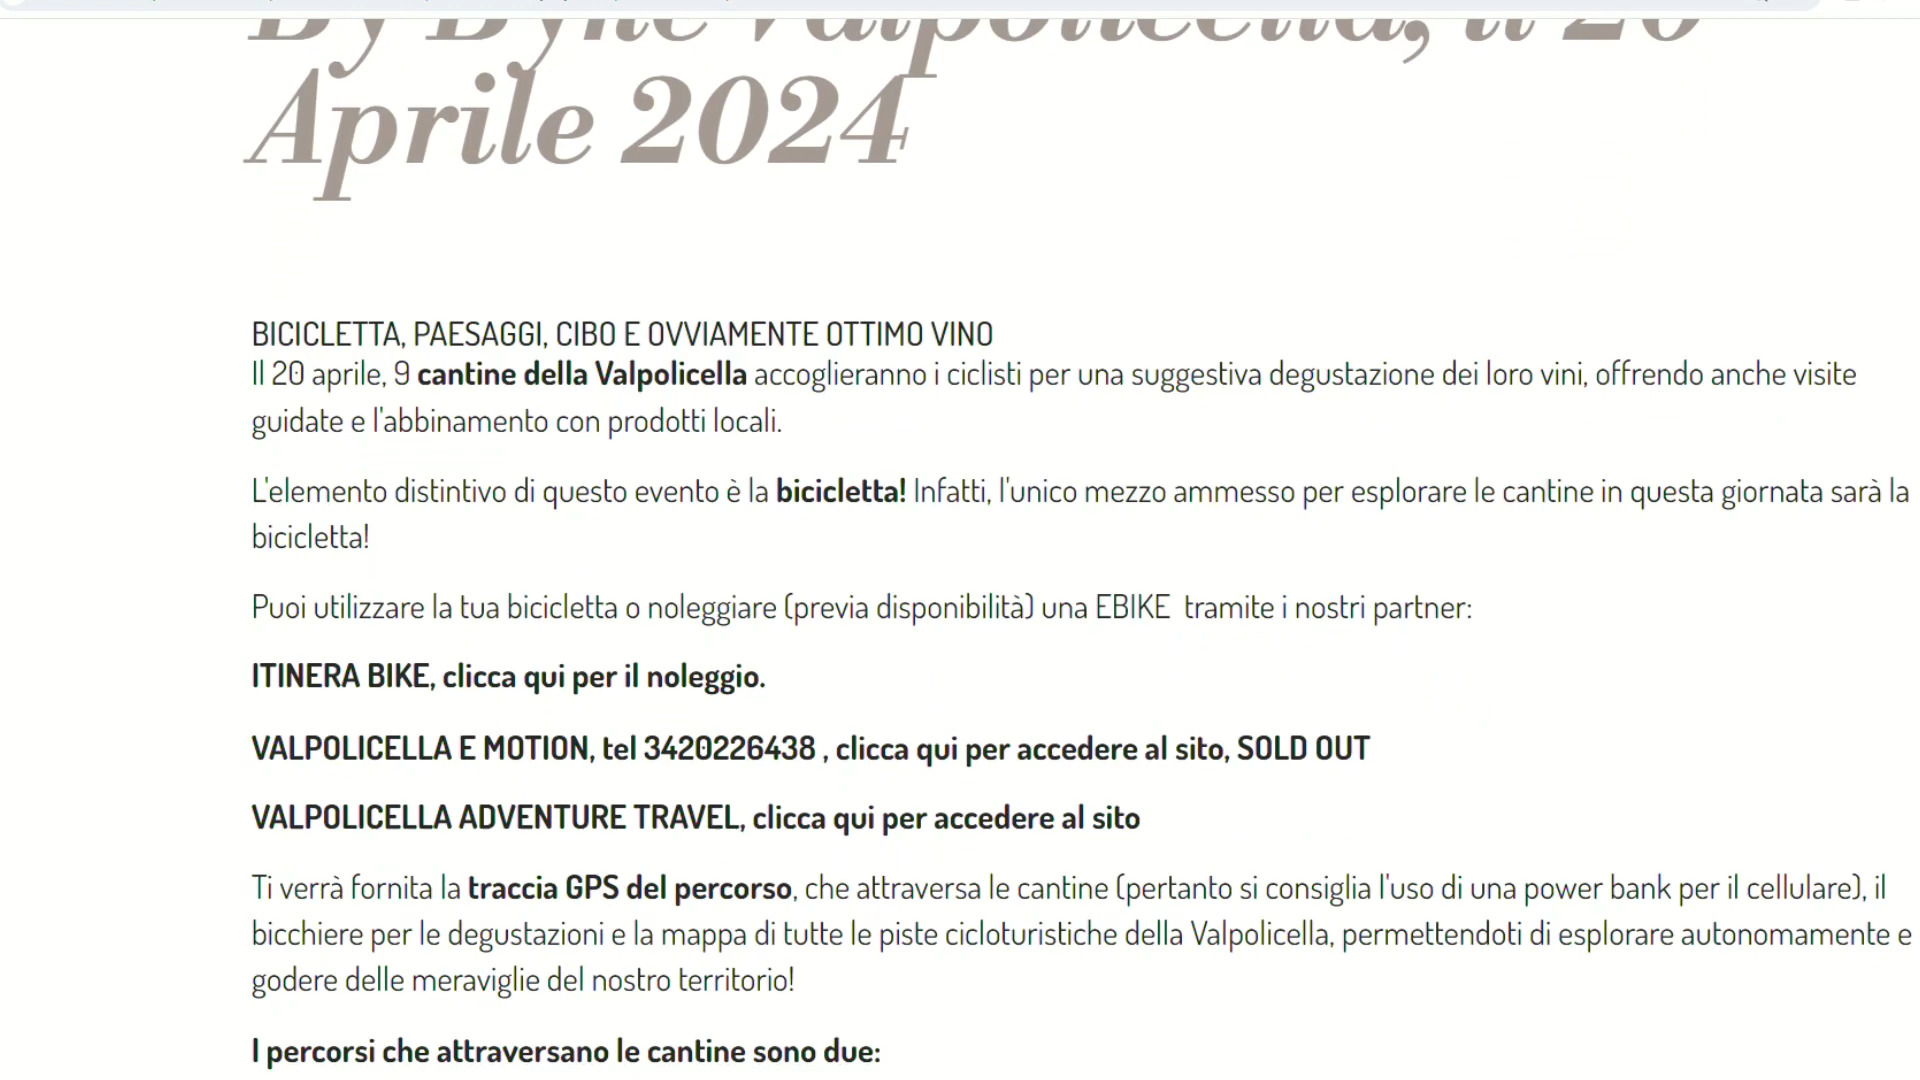 By Byke Valpolicella, il 20
Aprile 2024
BICICLETTA, PAESAGGI, CIBO E OVVIAMENTE OTTIMO VINO
Il 20 aprile, 9 cantine della Valpolicella accoglieranno i ciclisti per una suggestiva degustazione dei loro vini, offrendo anche visite
guidate e l'abbinamento con prodotti locali.
L'elemento distintivo di questo evento è la bicicletta! Infatti, l'unico mezzo ammesso per esplorare le cantine in questa giornata sarà la
bicicletta!
Puoi utilizzare la tua bicicletta o noleggiare (previa disponibilità) una EBIKE  tramite i nostri partner:
ITINERA BIKE, clicca qui per il noleggio.
VALPOLICELLA E MOTION, tel 3420226438 , clicca qui per accedere al sito, SOLD OUT
VALPOLICELLA ADVENTURE TRAVEL, clicca qui per accedere al sito
Ti verrà fornita la traccia GPS del percorso, che attraversa le cantine (pertanto si consiglia l'uso di una power bank per il cellulare), il
bicchiere per le degustazioni e la mappa di tutte le piste cicloturistiche della Valpolicella, permettendoti di esplorare autonomamente e
godere delle meraviglie del nostro territorio!
I percorsi che attraversano le cantine sono due: